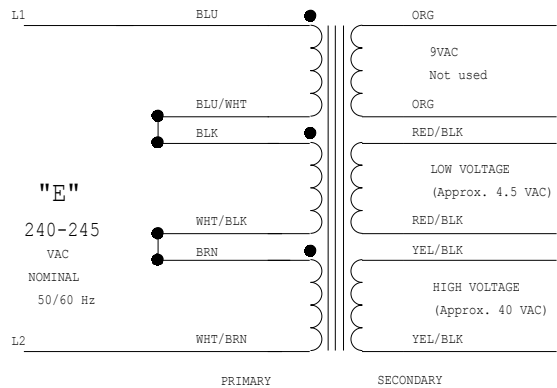 L1 BLU ORG
9VAC
Not used
BLU/WHT ORG
BLK RED/BLK
LOW VOLTAGE
(Approx. 4.5 VAC)
"E"
240-245
VAC
NOMINAL
50/60 Hz
WHT/BLK RED/BLK
BRN YEL/BLK
HIGH VOLTAGE
(Approx. 40 VAC)
L2 WHT/BRN YEL/BLK
PRIMARY SECONDARY